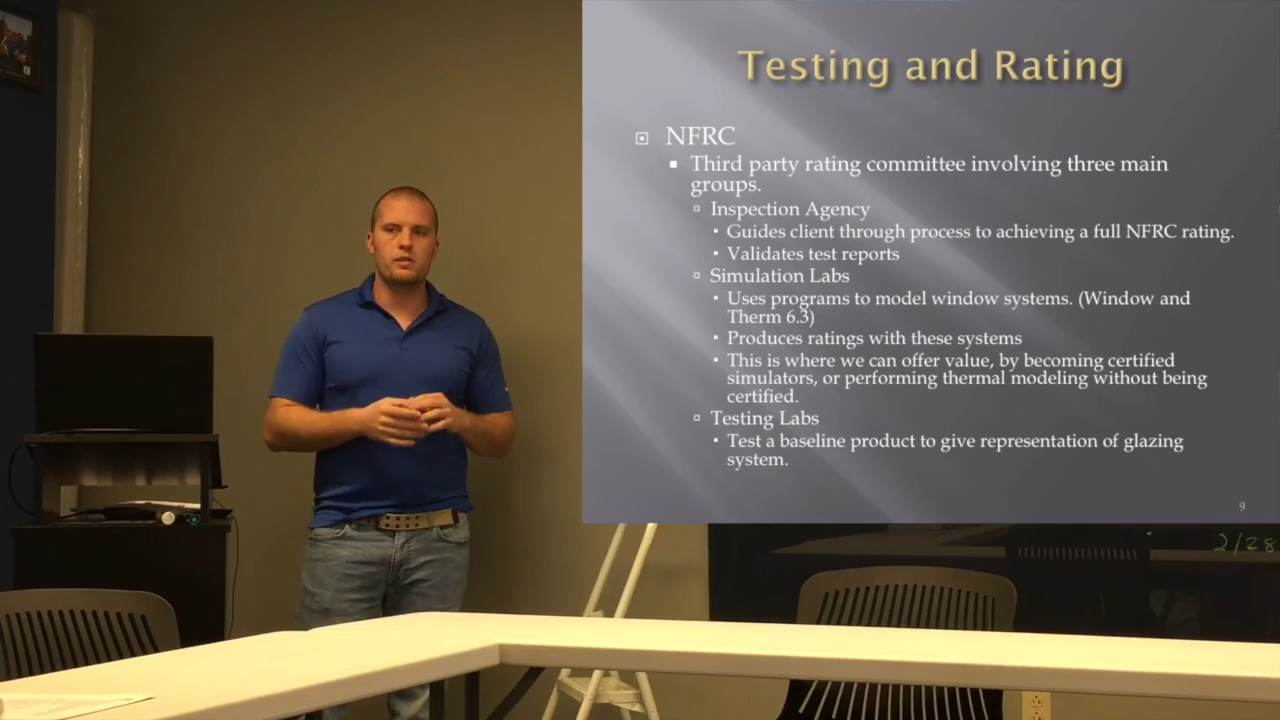 Testing and Rating
NFRC
Third party rating committee involving three main
groups.
Inspection Agency
Guides client through process to achieving a full NFRC rating.
Validates test reports
Simulation Labs
Uses programs to model window systems. (Window and
Therm 6.3)
Produces ratings with these systems
This is where we can offer value, by becoming certified
simulators, or performing thermal modeling without being
certified.
Testing Labs
Test a baseline product to give representation of glazing
system.
9
2/28